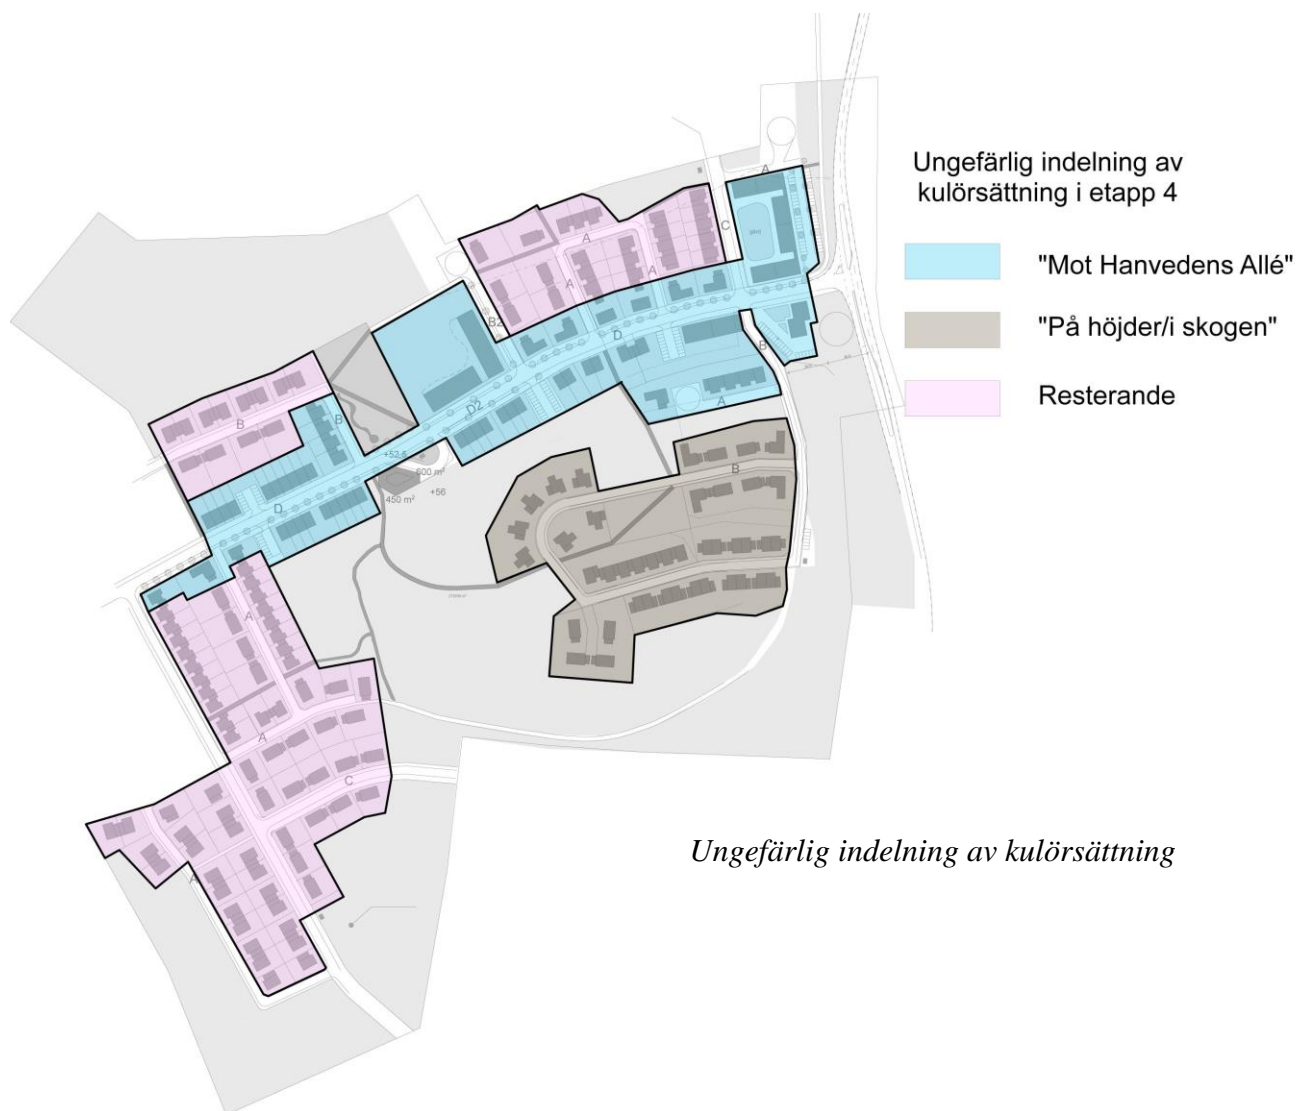 Ungefärlig indelning av
kulörsättning i etapp 4
"Mot Hanvedens Allé"
"På höjder/i skogen"
Resterande
A
C
A
A
A
B2
D
B
D2
A
B
B
+52,5
600 m²
450 m²
+56
D
B
A
A
C
A
Ungefärlig indelning av kulörsättning